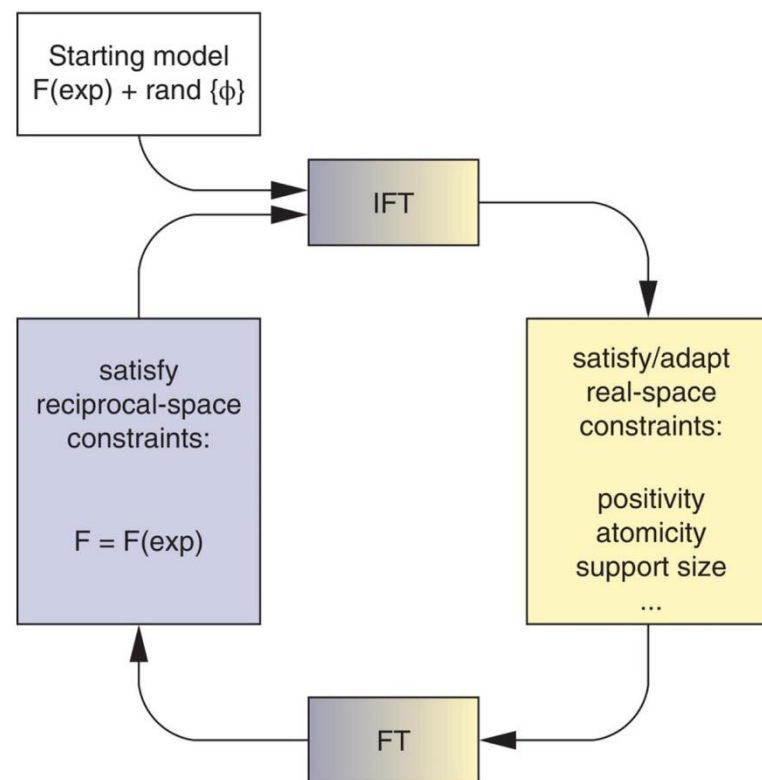 Starting model
F(exp) + rand {ϕ}
IFT
satisfy
reciprocal-space
constraints:
F = F(exp)
satisfy/adapt
real-space
constraints:
positivity
atomicity
support size
...
FT